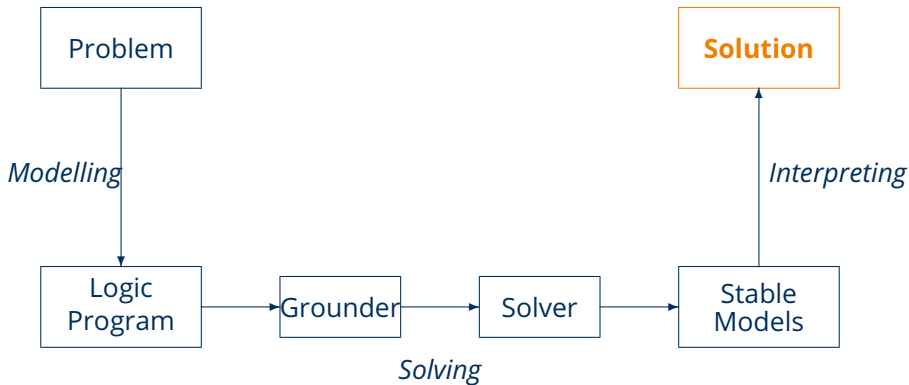 Problem
Solution
Modelling
Interpreting
Logic
Program
Grounder
Solver
Stable
Models
Solving